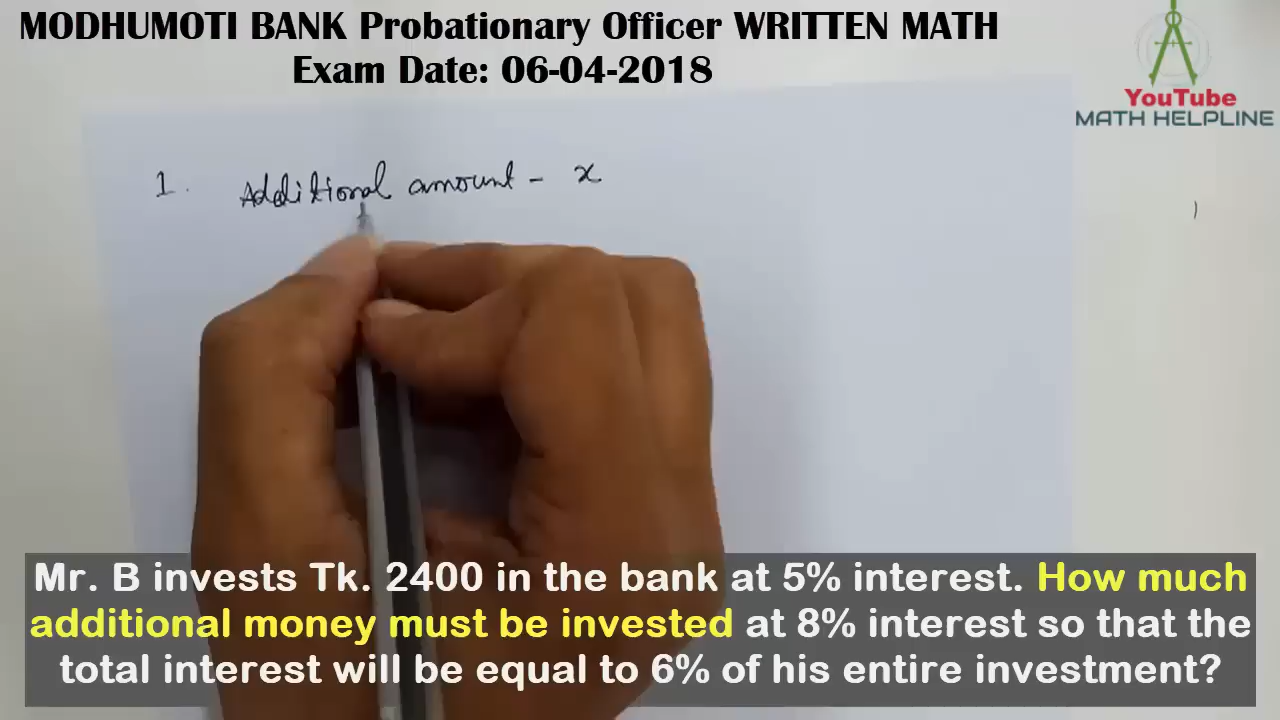 MODHUMOTI BANK Probationary Officer WRITTEN MATH
Exam Date: 06-04-2018
YouTube
MATH HELPLINE
1. Additional amount - x
Mr. B invests Tk. 2400 in the bank at 5% interest. How much
additional money must be invested at 8% interest so that the
total interest will be equal to 6% of his entire investment?